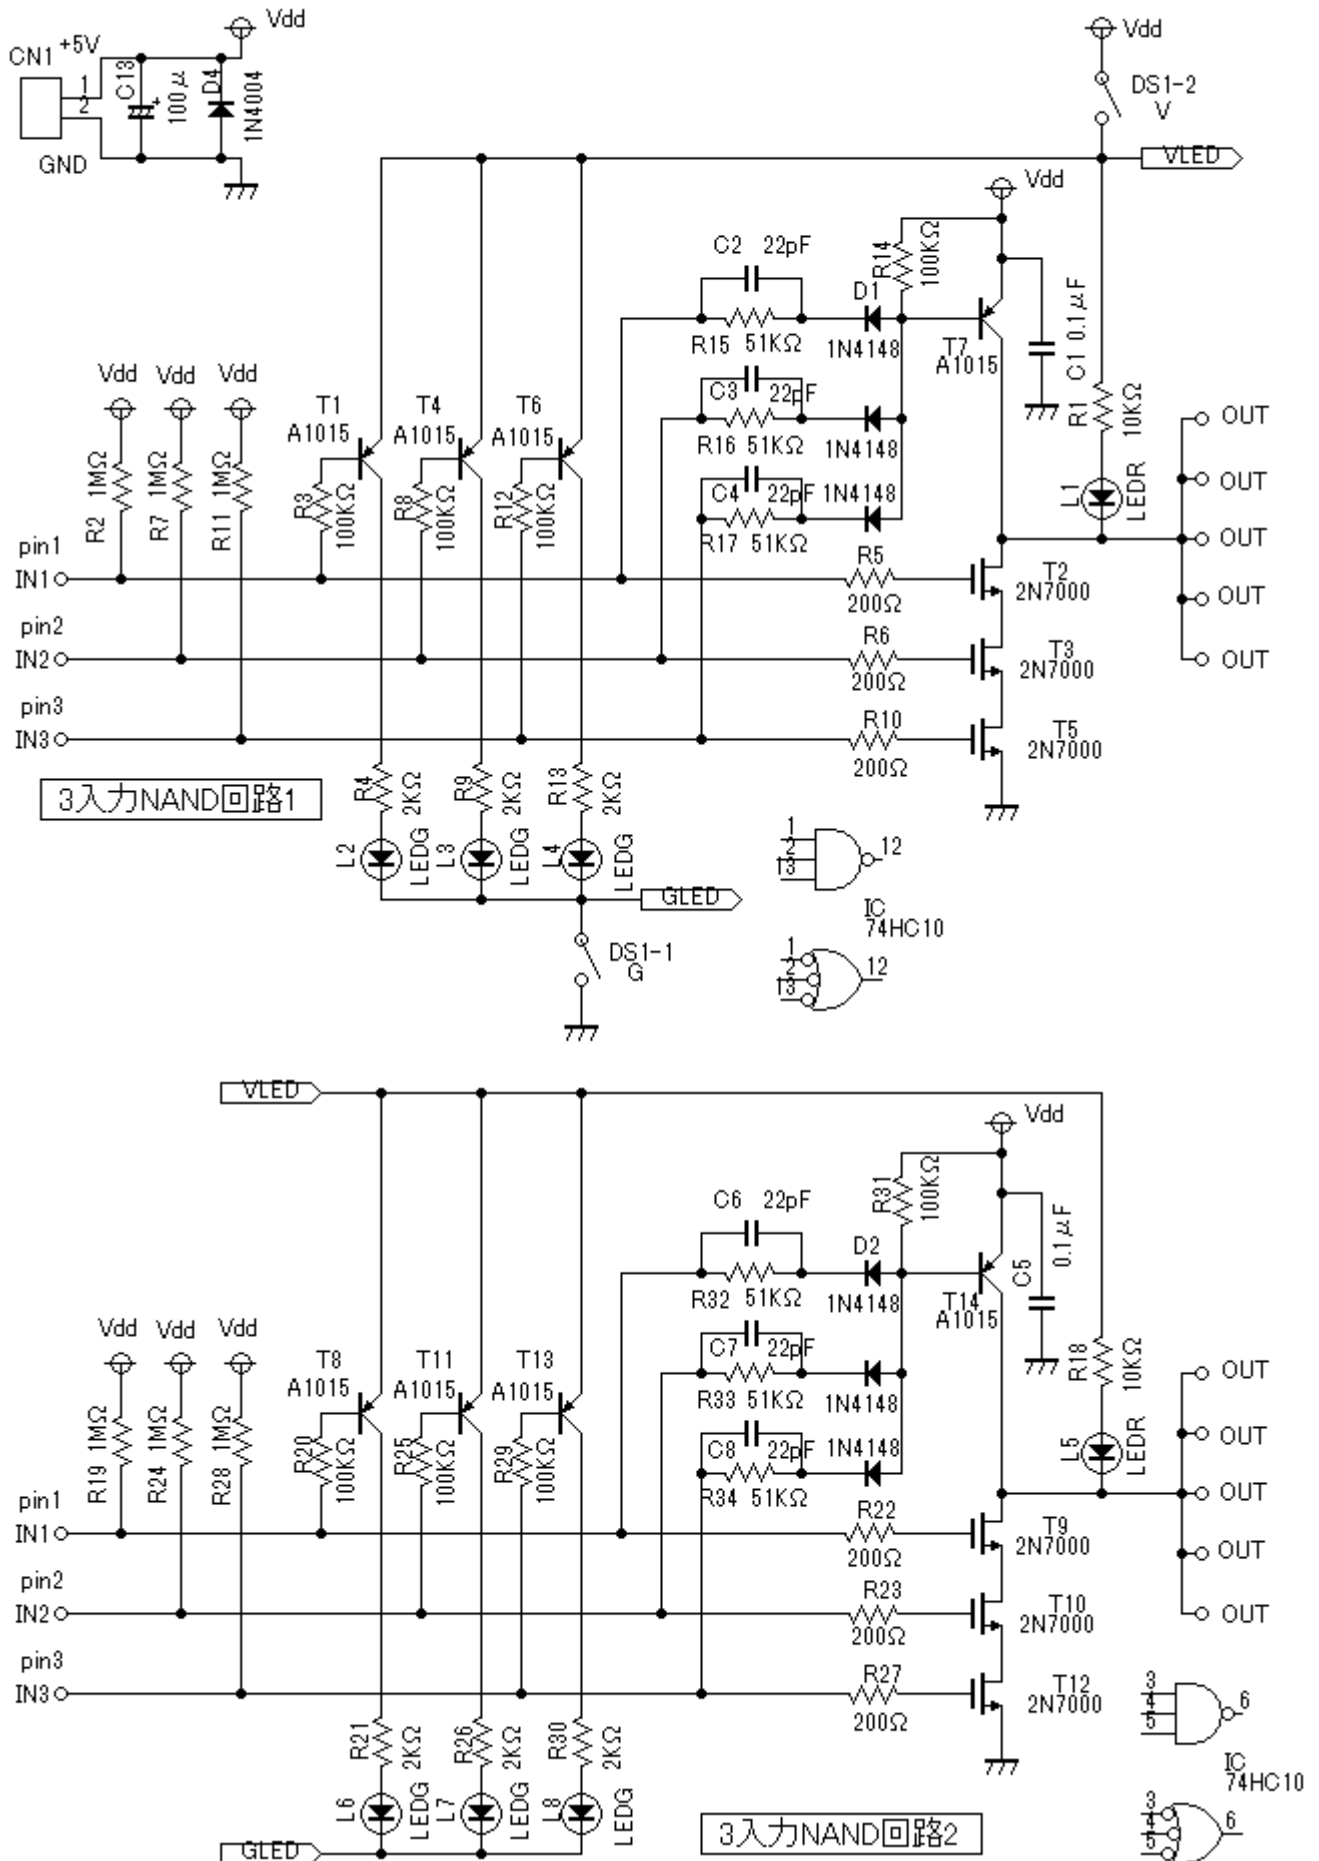 Vdd
CN1 +5V
1
2
C13
100μ
D4
1N4004
GND
Vdd
DS1-2
V
VLED
Vdd
C2 22pF
R14
100KΩ
D1
R15 51KΩ
1N4148
T7
A1015
C1 0.1μF
R1
10KΩ
Vdd Vdd Vdd
T1 T4 T6
A1015 A1015 A1015
C3 22pF
R16 51KΩ
1N4148
C4 22pF 1N4148
R17 51KΩ
L1
LEDR
OUT
OUT
OUT
OUT
OUT
R2 1MΩ
R7 1MΩ
R11 1MΩ
R3
100KΩ
R8
100KΩ
R12
100KΩ
pin1
IN1
R5
200Ω
T2
2N7000
pin2
IN2
R6
200Ω
T3
2N7000
pin3
IN3
R10
200Ω
T5
2N7000
3入力NAND回路1
R4
2KΩ
R9
2KΩ
R13
2KΩ
L2
LEDG
L3
LEDG
L4
LEDG
GLED
DS1-1
G
1
2
13
12
IC
74HC10
1
2
13
12
VLED
Vdd
C6 22pF
R31
100KΩ
D2
R32 51KΩ
1N4148
T14
A1015
C5
0.1μF
R18
10KΩ
Vdd Vdd Vdd
T8 T11 T13
A1015 A1015 A1015
C7 22pF
R33 51KΩ
1N4148
C8 22pF 1N4148
R34 51KΩ
L5
LEDR
OUT
OUT
OUT
OUT
OUT
R19 1MΩ
R24 1MΩ
R28 1MΩ
R20
100KΩ
R25
100KΩ
R29
100KΩ
pin1
IN1
R22
200Ω
T9
2N7000
pin2
IN2
R23
200Ω
T10
2N7000
pin3
IN3
R27
200Ω
T12
2N7000
3
4
5
6
IC
74HC10
3
4
5
6
R21
2KΩ
R26
2KΩ
R30
2KΩ
L6
LEDG
L7
LEDG
L8
LEDG
3入力NAND回路2
GLED